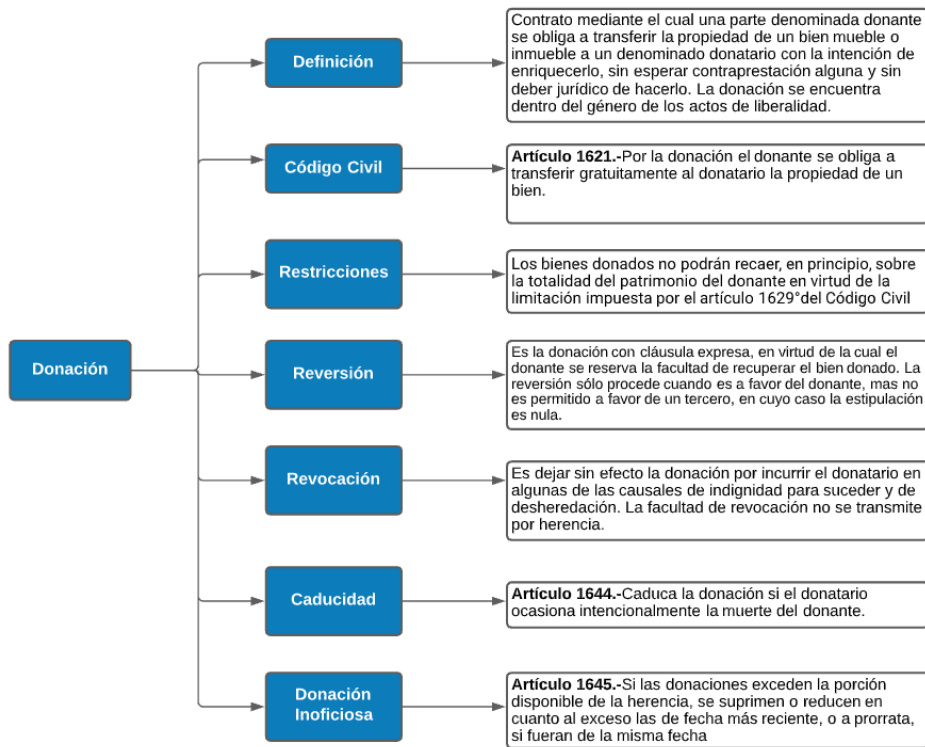 Definición
Contrato mediante el cual una parte denominada donante
se obliga a transferir la propiedad de un bien mueble o
inmueble a un denominado donatario con la intención de
enriquecerlo, sin esperar contraprestación alguna y sin
deber jurídico de hacerlo. La donación se encuentra
dentro del género de los actos de liberalidad.
Código Civil
Artículo 1621.-Por la donación el donante se obliga a
transferir gratuitamente al donatario la propiedad de un
bien.
Restricciones
Los bienes donados no podrán recaer, en principio, sobre
la totalidad del patrimonio del donante en virtud de la
limitación impuesta por el artículo 1629°del Código Civil
Donación
Reversión
Es la donación con cláusula expresa, en virtud de la cual el
donante se reserva la facultad de recuperar el bien donado. La
reversión sólo procede cuando es a favor del donante, mas no
es permitido a favor de un tercero, en cuyo caso la estipulación
es nula.
Revocación
Es dejar sin efecto la donación por incurrir el donatario en
algunas de las causales de indignidad para suceder y de
desheredación. La facultad de revocación no se transmite
por herencia.
Caducidad
Artículo 1644.-Caduca la donación si el donatario
ocasiona intencionalmente la muerte del donante.
Donación
Inoficiosa
Artículo 1645.-Si las donaciones exceden la porción
disponible de la herencia, se suprimen o reducen en
cuanto al exceso las de fecha más reciente, o a prorrata,
si fueran de la misma fecha